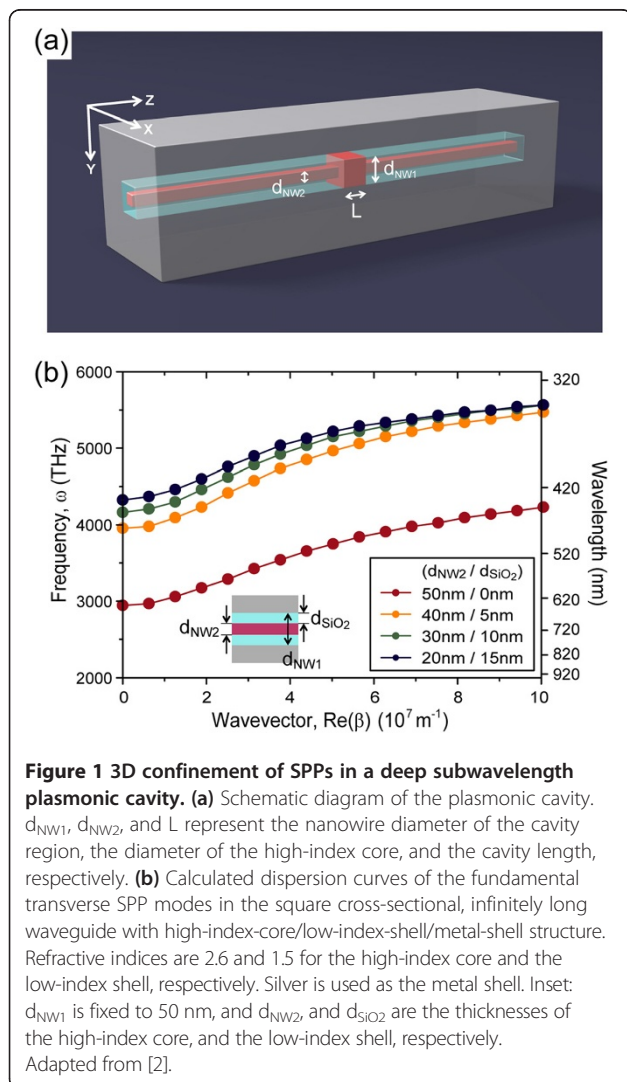 (a)
Z
X
Y
dNW2
dNW1
L
(b)
6000
5000
4000
3000
2000
Frequency, ω (THz)
320
420
520
620
720
820
920
Wavelength (nm)
(dNW2 / dSiO2)
50nm / 0nm
40nm / 5nm
30nm / 10nm
20nm / 15nm
dNW2
dSiO2
dNW1
0 2 4 6 8 10
Wavevector, Re(β) (10⁷ m⁻¹)
Figure 1 3D confinement of SPPs in a deep subwavelength
plasmonic cavity. (a) Schematic diagram of the plasmonic cavity.
dNW1, dNW2, and L represent the nanowire diameter of the cavity
region, the diameter of the high-index core, and the cavity length,
respectively. (b) Calculated dispersion curves of the fundamental
transverse SPP modes in the square cross-sectional, infinitely long
waveguide with high-index-core/low-index-shell/metal-shell structure.
Refractive indices are 2.6 and 1.5 for the high-index core and the
low-index shell, respectively. Silver is used as the metal shell. Inset:
dNW1 is fixed to 50 nm, and dNW2, and dSiO2 are the thicknesses of
the high-index core, and the low-index shell, respectively.
Adapted from [2].